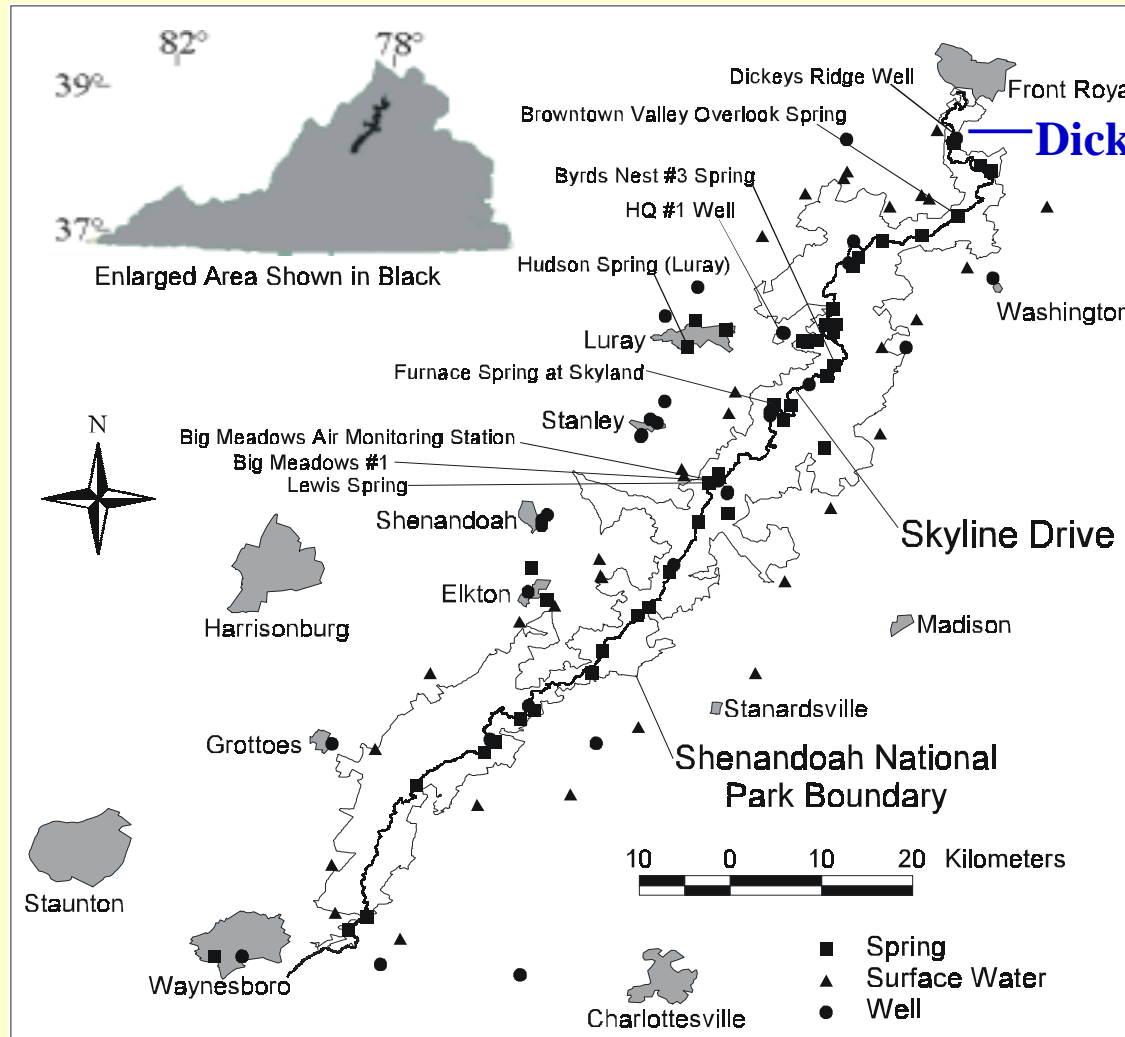 82° 78°
39°
37°
Enlarged Area Shown in Black
Dickeys Ridge Well
Front Roya
Browntown Valley Overlook Spring
Dick
Byrds Nest #3 Spring
HQ #1 Well
Hudson Spring (Luray)
Washington
Luray
Furnace Spring at Skyland
Stanley
N
Big Meadows Air Monitoring Station
Big Meadows #1
Lewis Spring
Shenandoah
Skyline Drive
Elkton
Harrisonburg
Madison
Stanardsville
Grottoes
Shenandoah National
Park Boundary
10 0 10 20 Kilometers
Staunton
Spring
Surface Water
Well
Waynesboro
Charlottesville